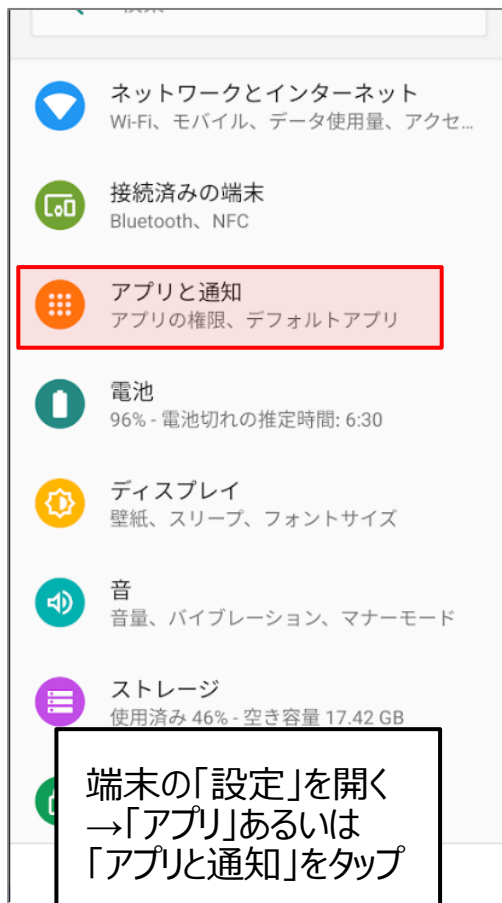 ネットワークとインターネット
Wi-Fi、モバイル、データ使用量、アクセ...
接続済みの端末
Bluetooth、NFC
アプリと通知
アプリの権限、デフォルトアプリ
電池
96% - 電池切れの推定時間: 6:30
ディスプレイ
壁紙、スリープ、フォントサイズ
音
音量、バイブレーション、マナーモード
ストレージ
使用済み 46% - 空き容量 17.42 GB
端末の「設定」を開く
→「アプリ」あるいは
「アプリと通知」をタップ